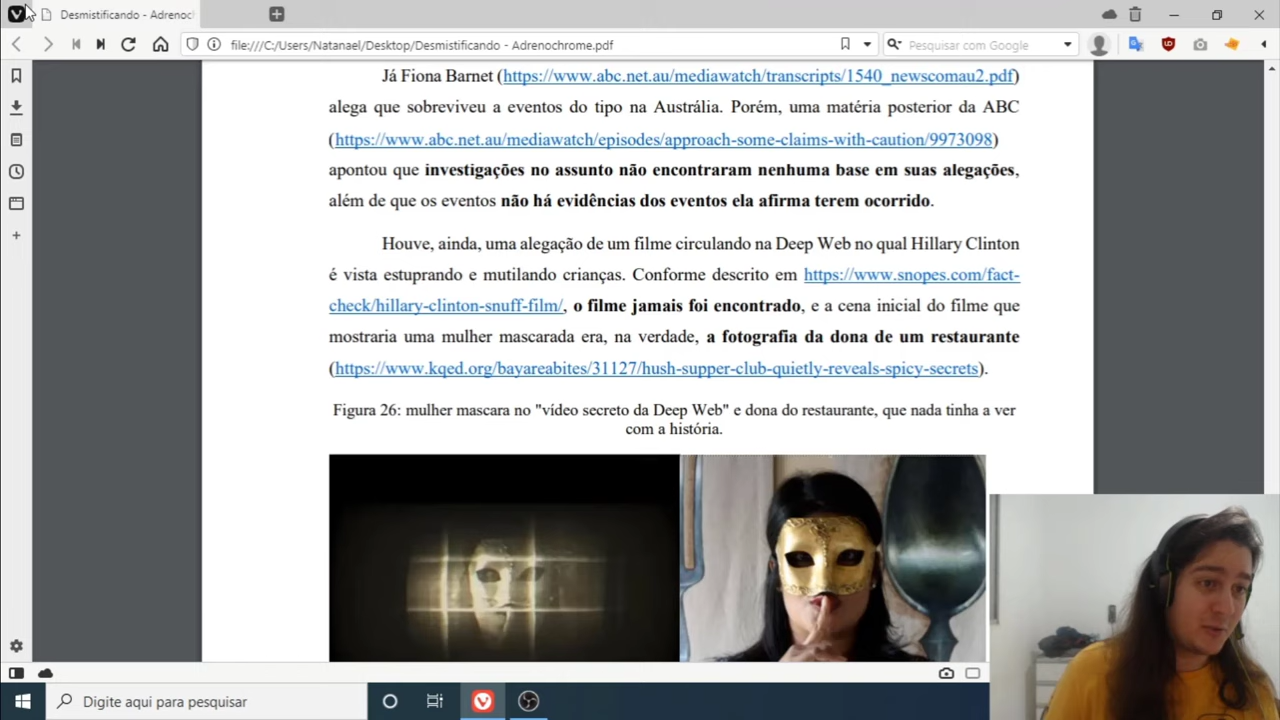 Desmistificando - Adrenoc
file:///C:/Users/Natanael/Desktop/Desmistificando - Adrenochrome.pdf
Pesquisar com Google
Já Fiona Barnet (https://www.abc.net.au/mediawatch/transcripts/1540_newscomau2.pdf)
alega que sobreviveu a eventos do tipo na Austrália. Porém, uma matéria posterior da ABC
(https://www.abc.net.au/mediawatch/episodes/approach-some-claims-with-caution/9973098)
apontou que investigações no assunto não encontraram nenhuma base em suas alegações,
além de que os eventos não há evidências dos eventos ela afirma terem ocorrido.
Houve, ainda, uma alegação de um filme circulando na Deep Web no qual Hillary Clinton
é vista estuprando e mutilando crianças. Conforme descrito em https://www.snopes.com/fact-
check/hillary-clinton-snuff-film/, o filme jamais foi encontrado, e a cena inicial do filme que
mostraria uma mulher mascarada era, na verdade, a fotografia da dona de um restaurante
(https://www.kqed.org/bayareabites/31127/hush-supper-club-quietly-reveals-spicy-secrets).
Figura 26: mulher mascara no "vídeo secreto da Deep Web" e dona do restaurante, que nada tinha a ver
com a história.
Digite aqui para pesquisar